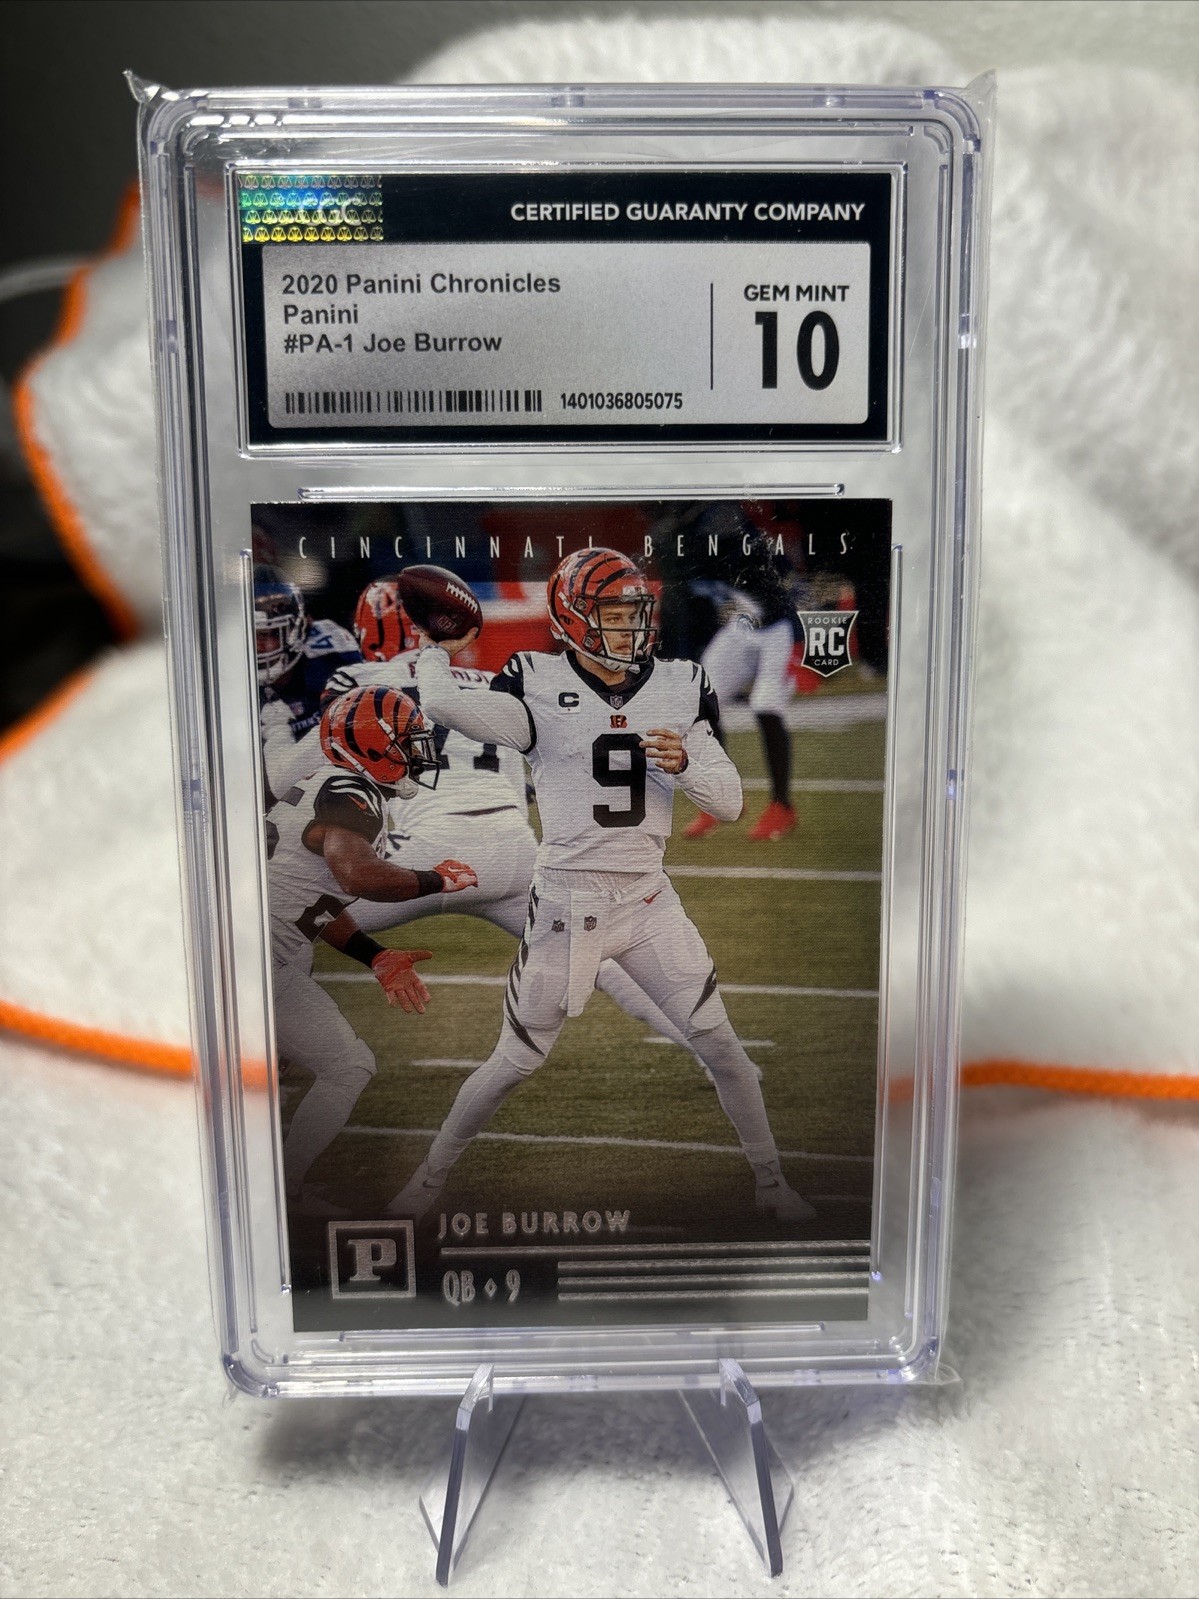 CERTIFIED GUARANTY COMPANY
2020 Panini Chronicles
Panini
#PA-1 Joe Burrow
GEM MINT
10
1401036805075
CINCINNATI BENGALS
ROOKIE
RC
CARD
C
9
P
JOE BURROW
QB ⬦ 9